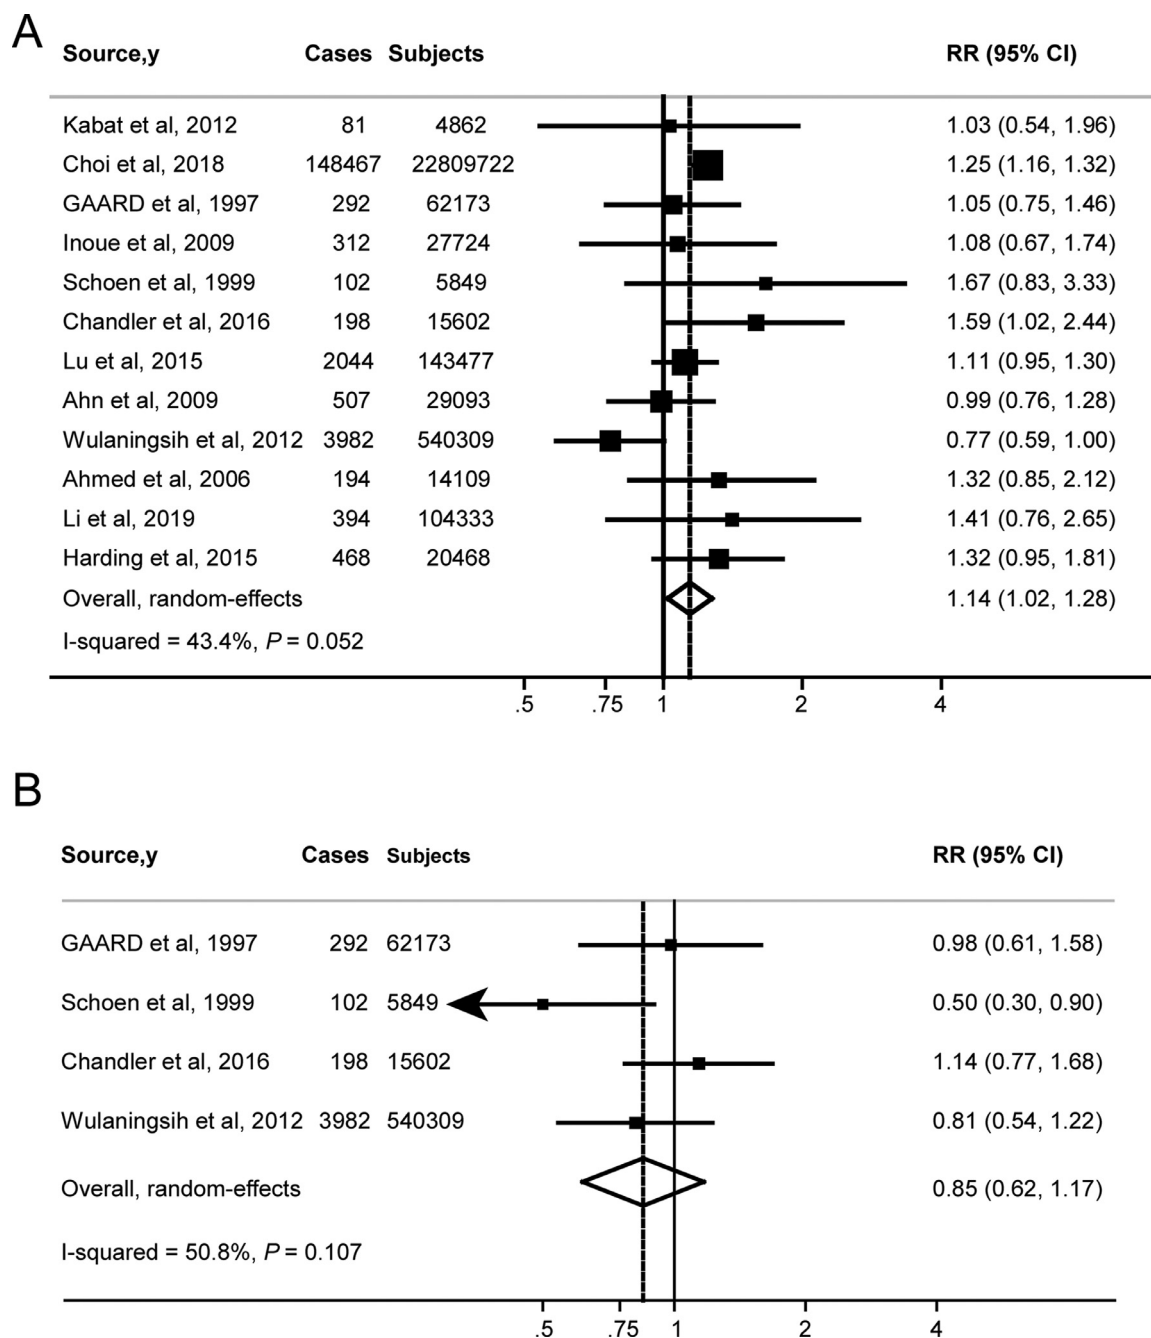 A
Source,y Cases Subjects RR (95% CI)
Kabat et al, 2012 81 4862 1.03 (0.54, 1.96)
Choi et al, 2018 148467 22809722 1.25 (1.16, 1.32)
GAARD et al, 1997 292 62173 1.05 (0.75, 1.46)
Inoue et al, 2009 312 27724 1.08 (0.67, 1.74)
Schoen et al, 1999 102 5849 1.67 (0.83, 3.33)
Chandler et al, 2016 198 15602 1.59 (1.02, 2.44)
Lu et al, 2015 2044 143477 1.11 (0.95, 1.30)
Ahn et al, 2009 507 29093 0.99 (0.76, 1.28)
Wulaningsih et al, 2012 3982 540309 0.77 (0.59, 1.00)
Ahmed et al, 2006 194 14109 1.32 (0.85, 2.12)
Li et al, 2019 394 104333 1.41 (0.76, 2.65)
Harding et al, 2015 468 20468 1.32 (0.95, 1.81)
Overall, random-effects 1.14 (1.02, 1.28)
I-squared = 43.4%, P = 0.052
.5 .75 1 2 4
B
Source,y Cases Subjects RR (95% CI)
GAARD et al, 1997 292 62173 0.98 (0.61, 1.58)
Schoen et al, 1999 102 5849 0.50 (0.30, 0.90)
Chandler et al, 2016 198 15602 1.14 (0.77, 1.68)
Wulaningsih et al, 2012 3982 540309 0.81 (0.54, 1.22)
Overall, random-effects 0.85 (0.62, 1.17)
I-squared = 50.8%, P = 0.107
.5 .75 1 2 4